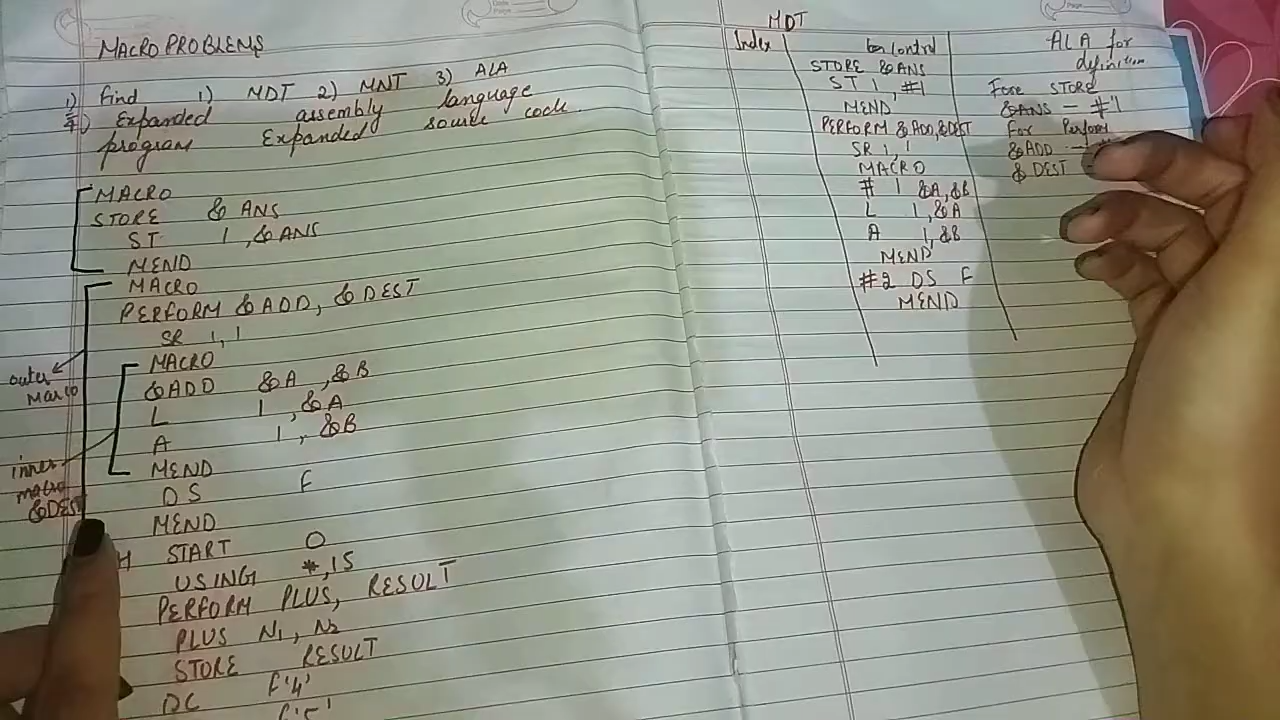 MACRO PROBLEMS
1) find 1) MDT 2) MNT 3) ALA
4) Expanded assembly language
program Expanded source code.
MACRO
STORE &ANS
ST 1, &ANS
MEND
MACRO
PERFORM &ADD, &DEST
SR 1, 1
MACRO
&ADD &A, &B
L 1, &A
A 1, &B
MEND
&DEST DS F
MEND
START 0
USING *, 15
PERFORM PLUS, RESULT
PLUS N1, N2
STORE RESULT
DC F'4'
F'5'
outer
macro
inner
macro
MDT
Index
STORE &ANS
ST 1, #1
MEND
PERFORM &ADD, &DEST
SR 1, 1
MACRO
#1 &A, &B
L 1, &A
A 1, &B
MEND
#2 DS F
MEND
ALA for
definition
STORE
&ANS - #1
For Perform
&ADD -
&DEST -